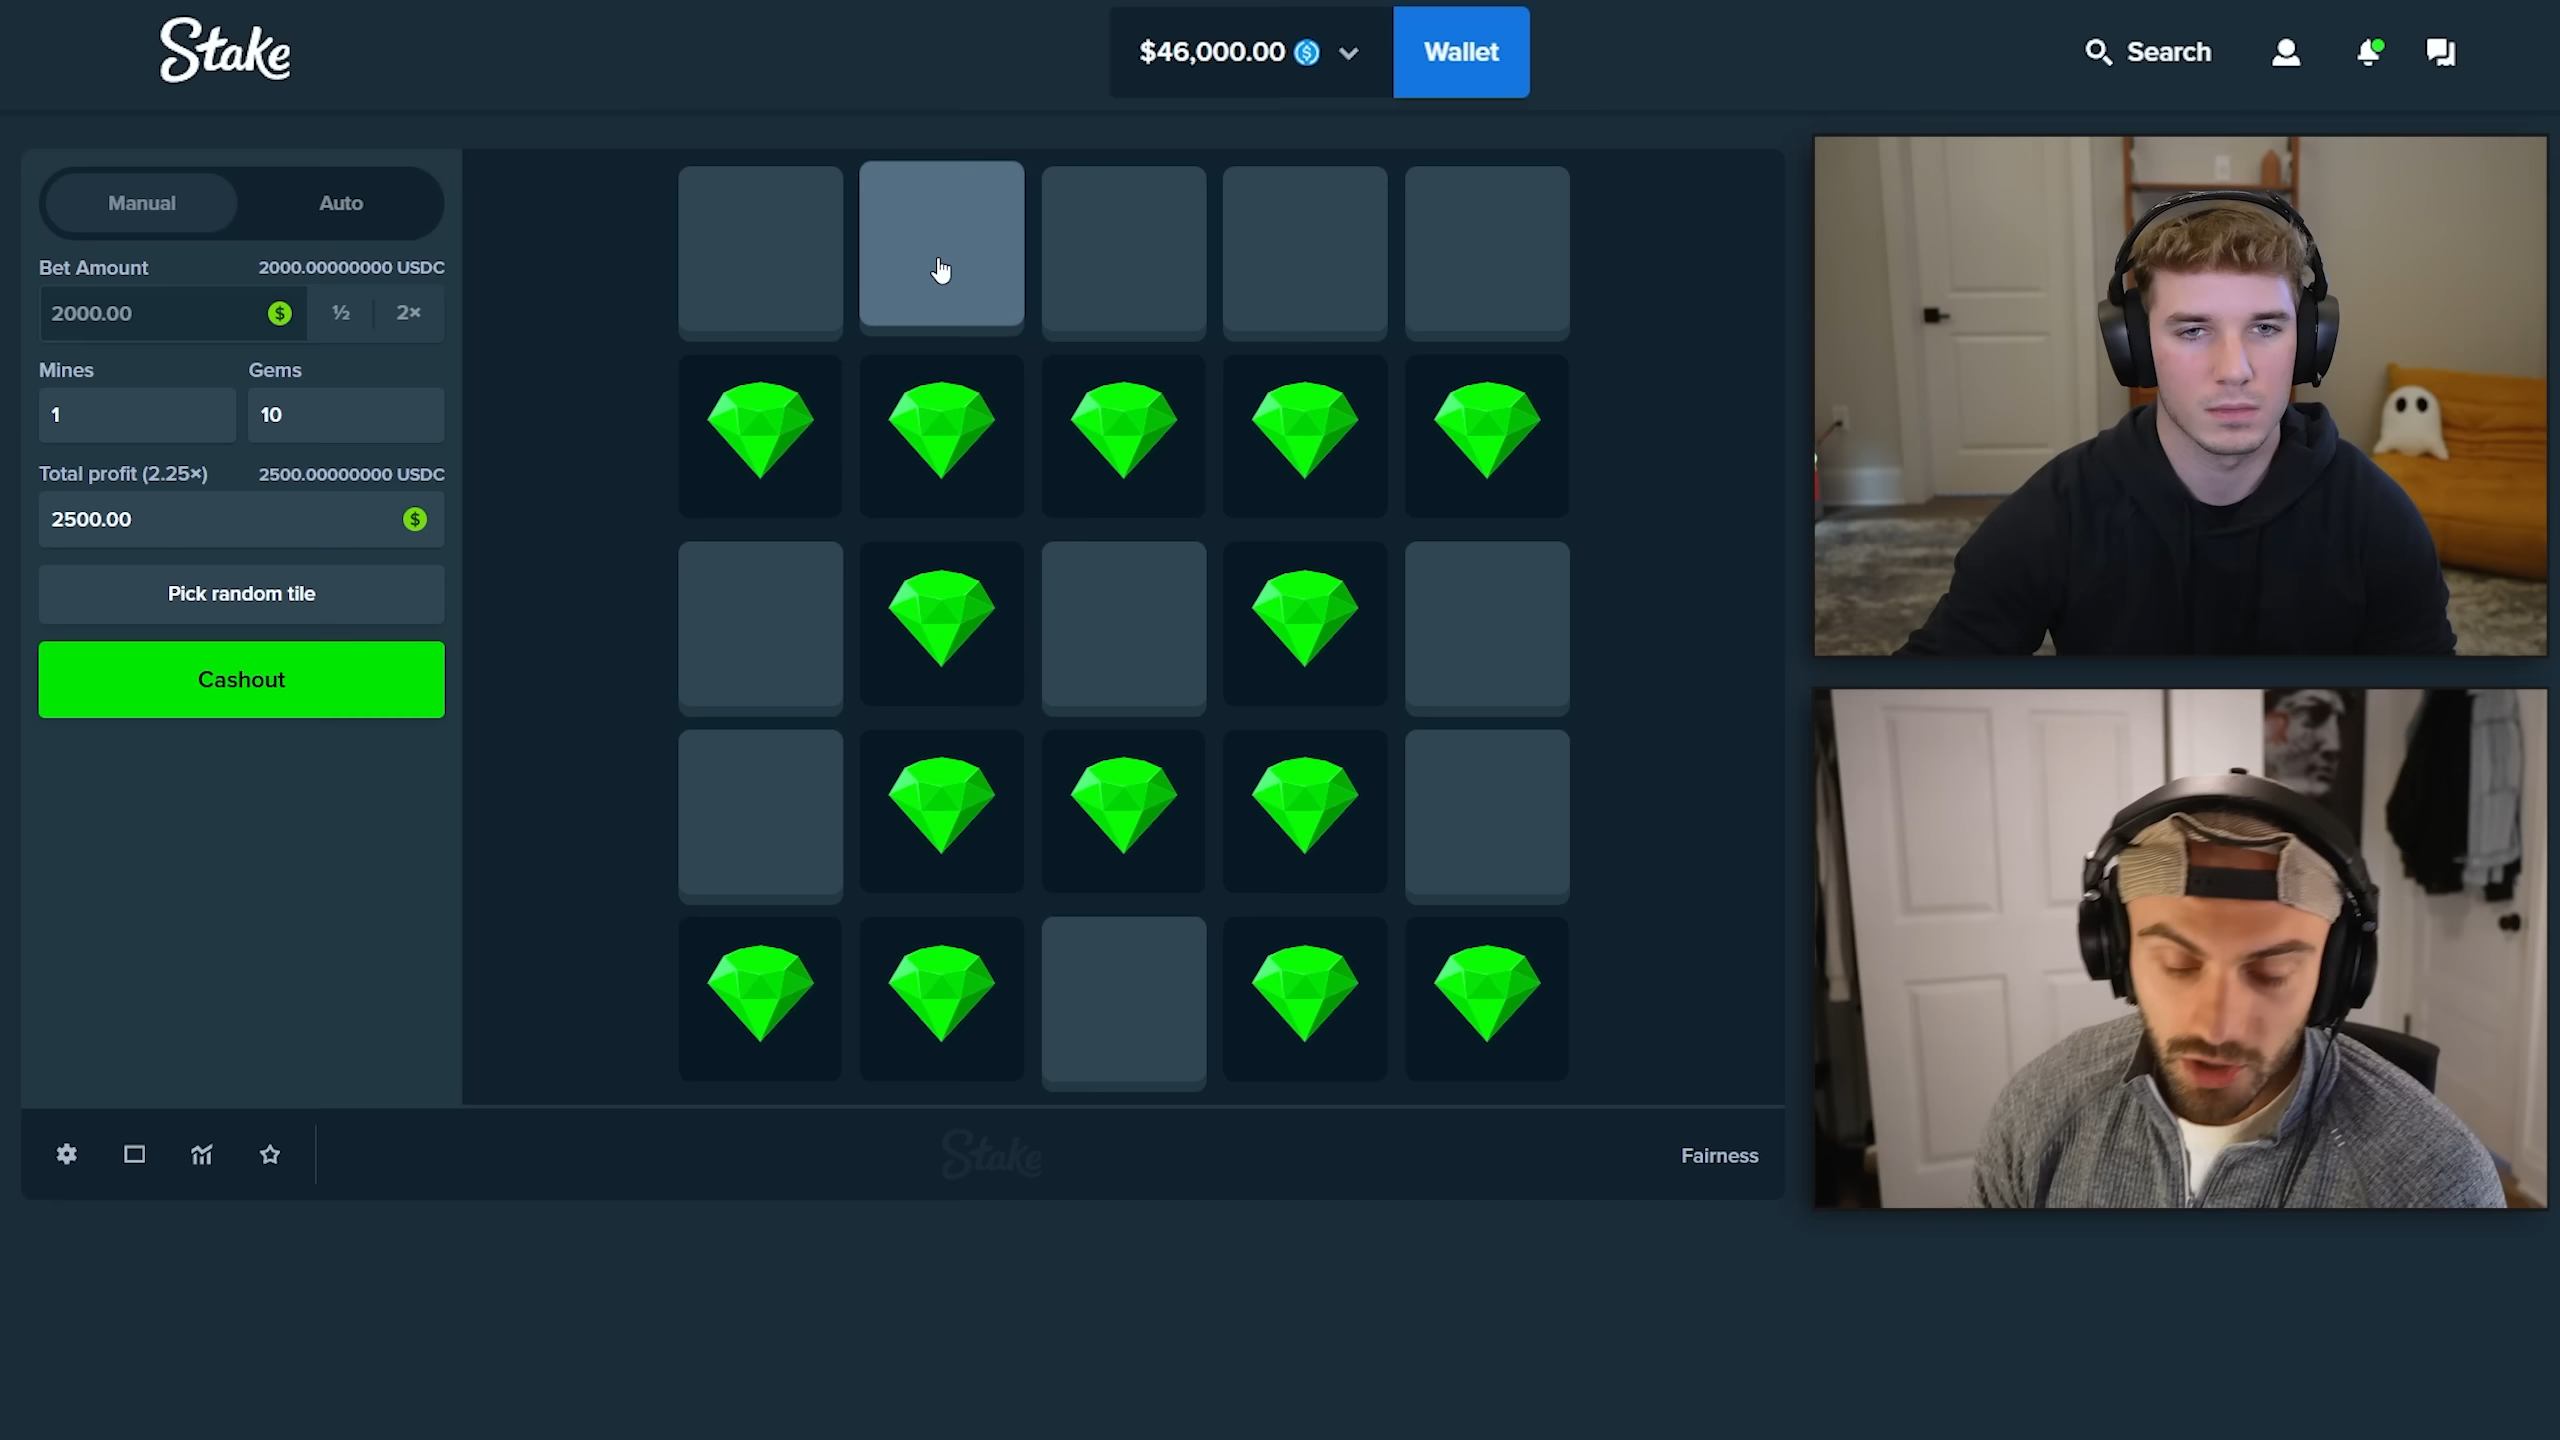 Stake
$46,000.00
Wallet
Search
Manual
Auto
Bet Amount
2000.00000000 USDC
2000.00
½
2×
Mines
Gems
1
10
Total profit (2.25×)
2500.00000000 USDC
2500.00
Pick random tile
Cashout
Stake
Fairness